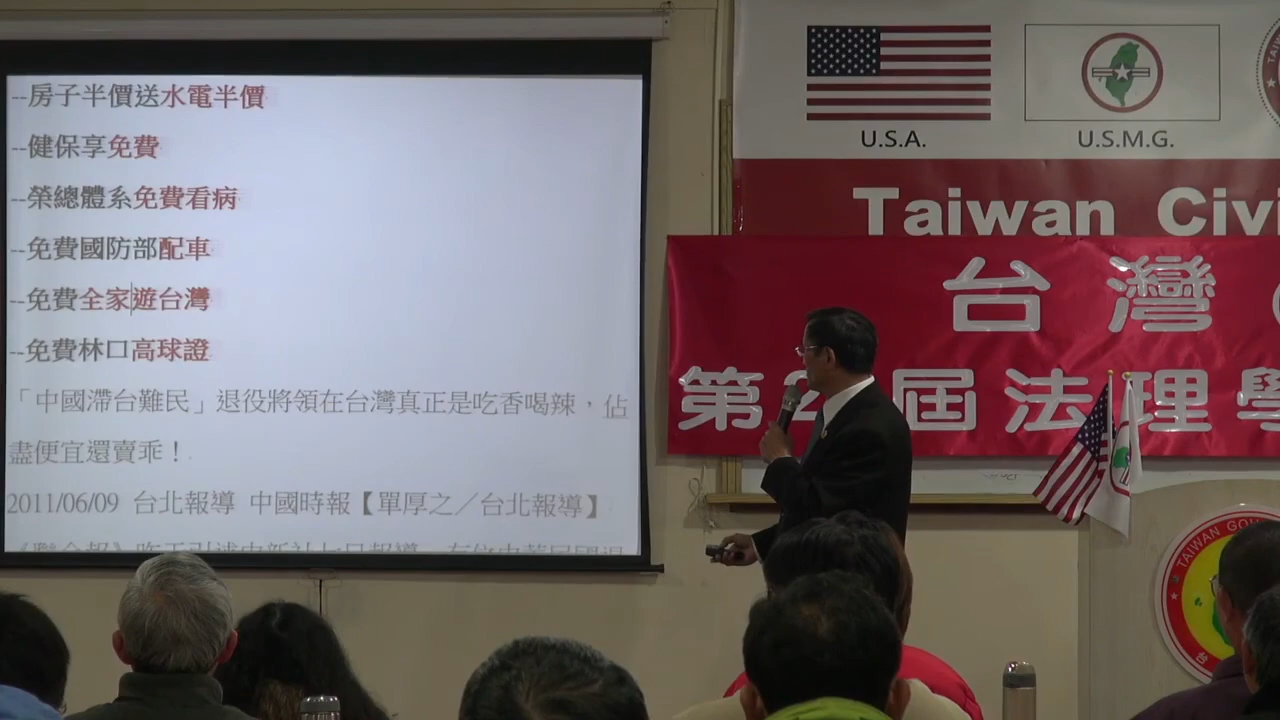 --房子半價送水電半價
--健保享免費
--榮總體系免費看病
--免費國防部配車
--免費全家遊台灣
--免費林口高球證
「中國滯台難民」退役將領在台灣真正是吃香喝辣，佔
盡便宜還賣乖！
2011/06/09 台北報導 中國時報【單厚之／台北報導】
U.S.A.
U.S.M.G.
Taiwan Civi
台灣
第2 屆法理學
TAIWAN GOV